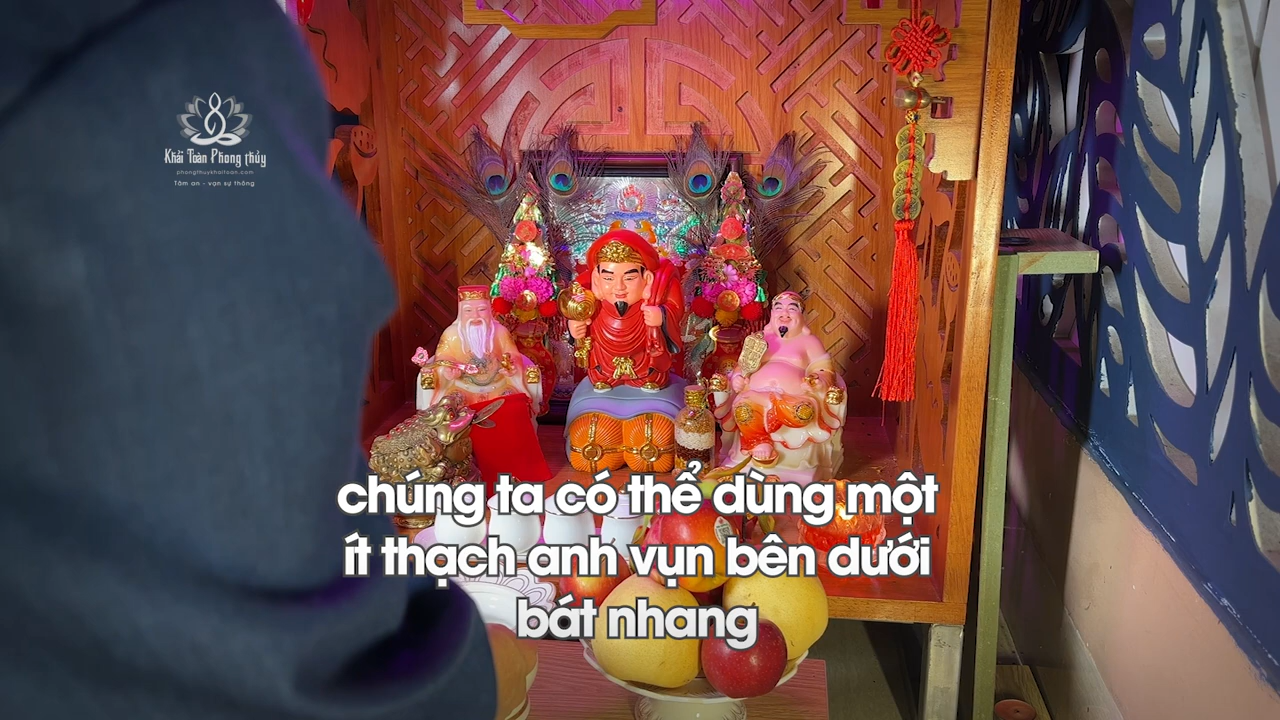 Khải Toàn Phong thủy
phongthuykhaitoan.com
Tâm an - vạn sự thông
chúng ta có thể dùng một
ít thạch anh vụn bên dưới
bát nhang